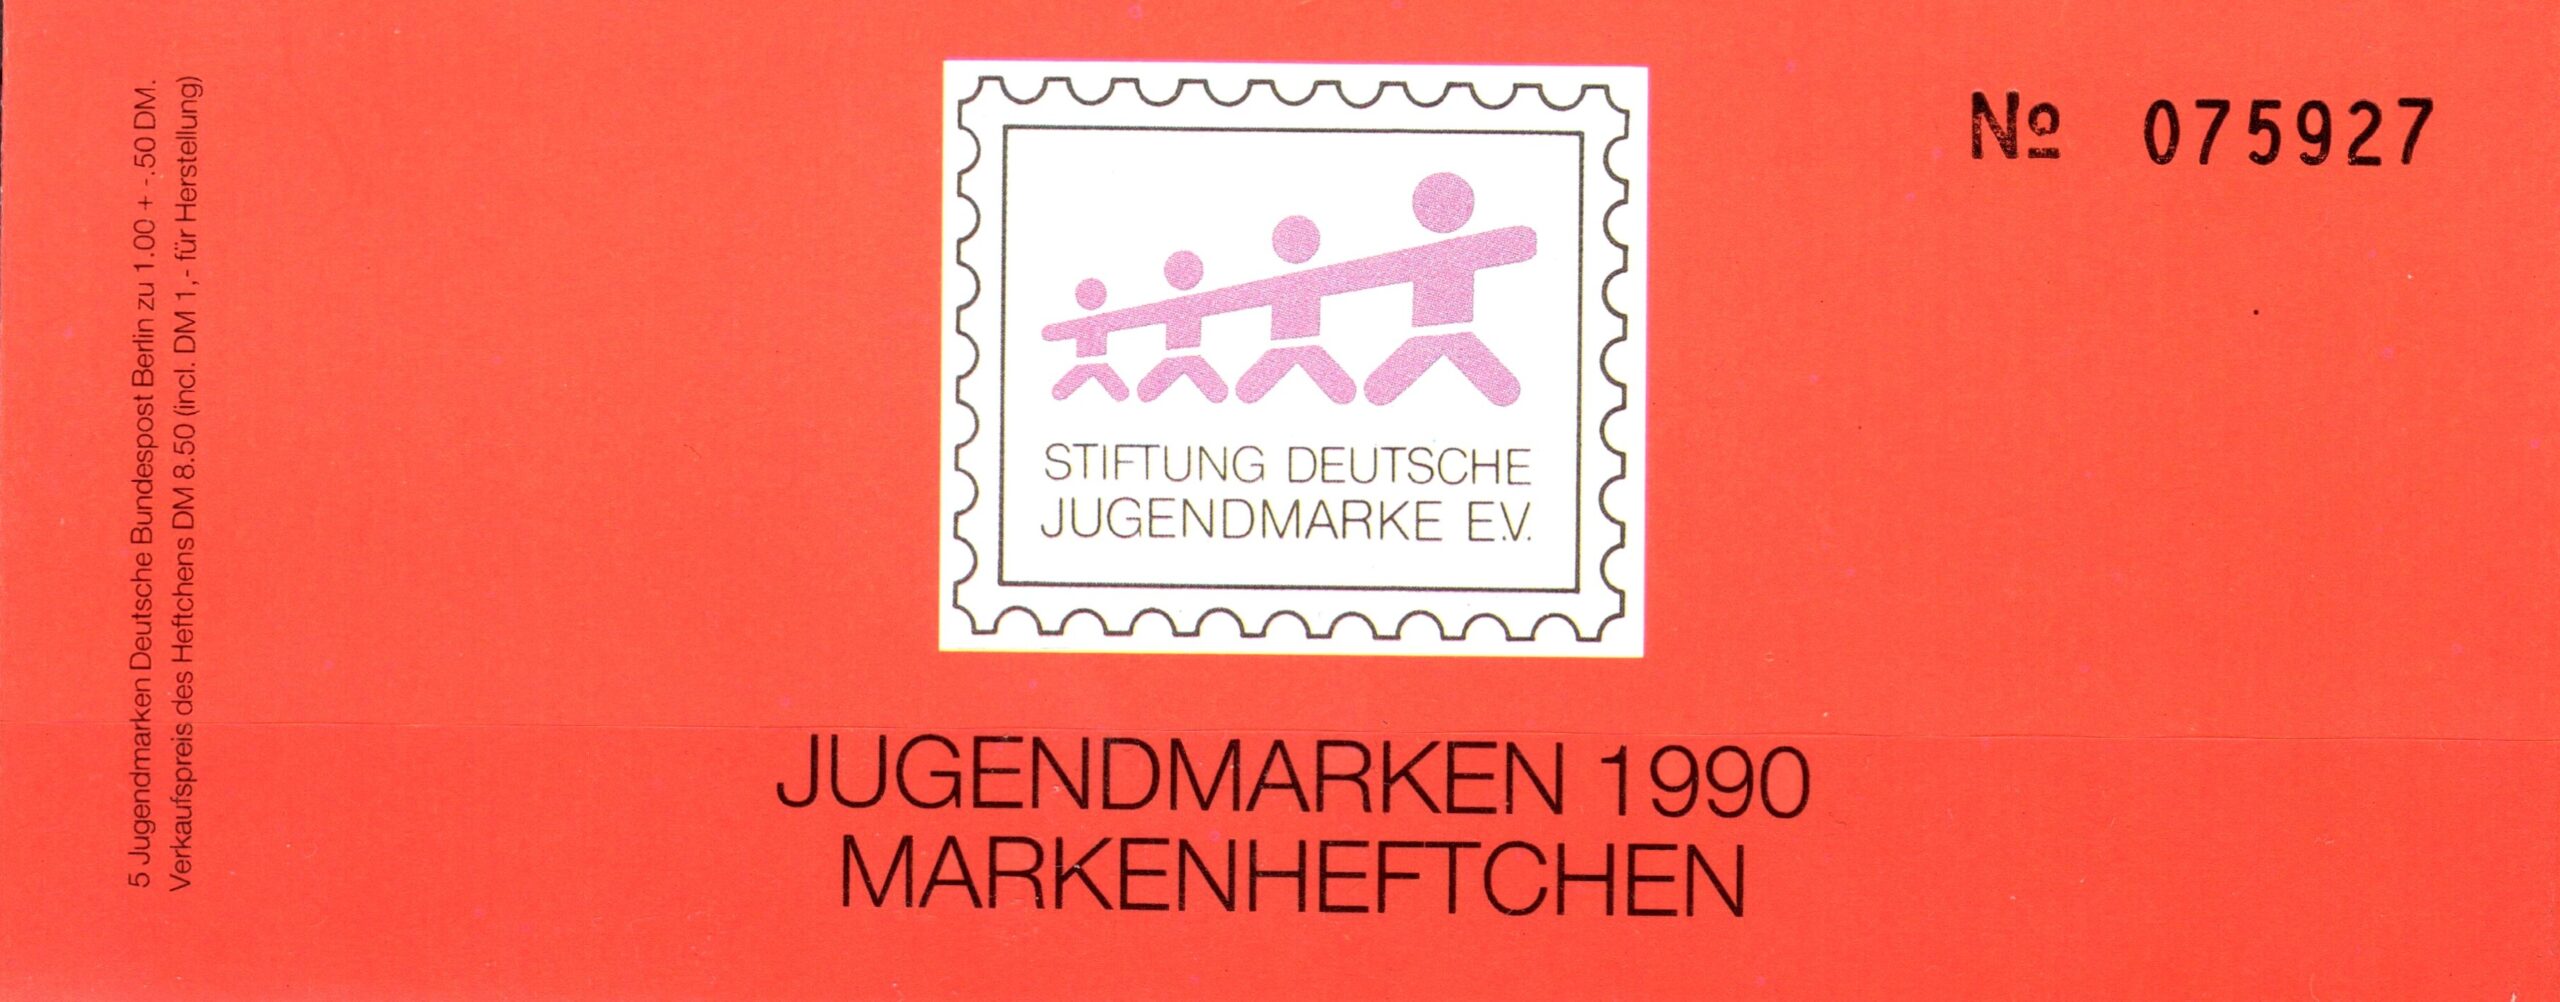 5 Jugendmarken Deutsche Bundespost Berlin zu 1.00 + -.50 DM.
Verkaufspreis des Heftchens DM 8.50 (incl. DM 1,- für Herstellung)
№ 075927
STIFTUNG DEUTSCHE
JUGENDMARKE E.V.
JUGENDMARKEN 1990
MARKENHEFTCHEN